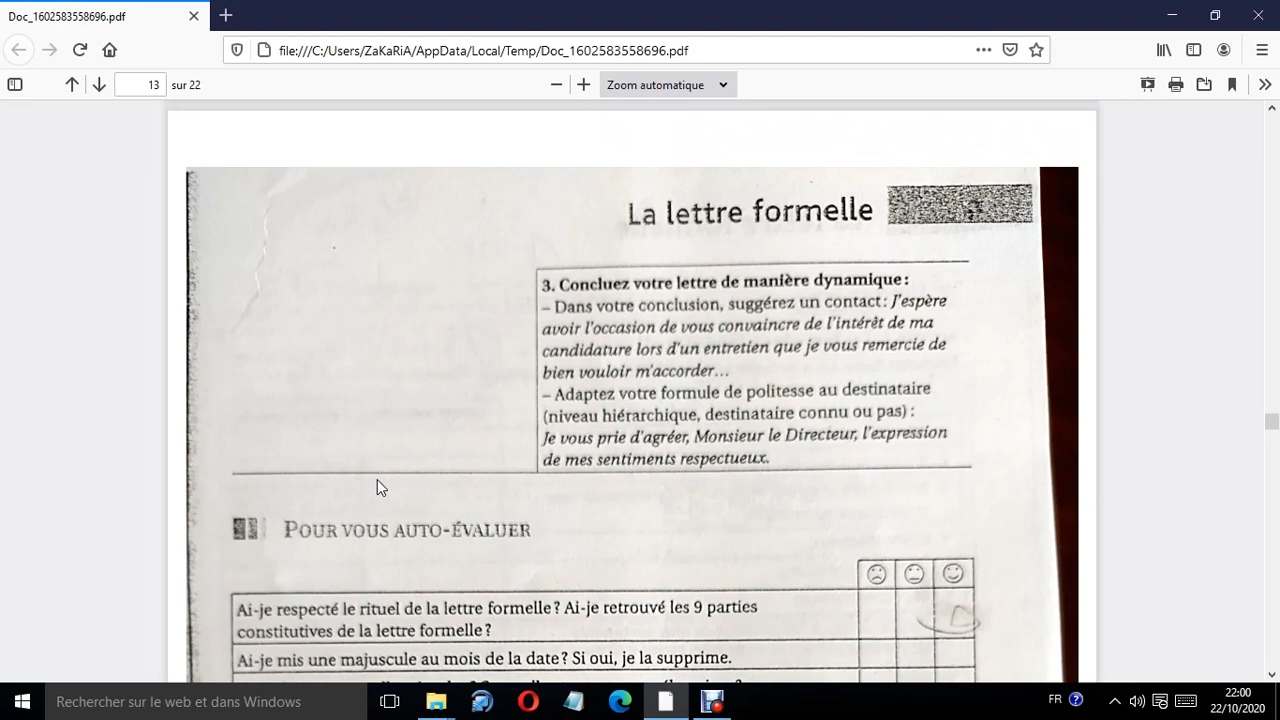 Doc_1602583558696.pdf
file:///C:/Users/ZaKaRiA/AppData/Local/Temp/Doc_1602583558696.pdf
13 sur 22
Zoom automatique
La lettre formelle
3. Concluez votre lettre de manière dynamique :
– Dans votre conclusion, suggérez un contact : J'espère
avoir l'occasion de vous convaincre de l'intérêt de ma
candidature lors d'un entretien que je vous remercie de
bien vouloir m'accorder...
– Adaptez votre formule de politesse au destinataire
(niveau hiérarchique, destinataire connu ou pas) :
Je vous prie d'agréer, Monsieur le Directeur, l'expression
de mes sentiments respectueux.
POUR VOUS AUTO-ÉVALUER
Ai-je respecté le rituel de la lettre formelle ? Ai-je retrouvé les 9 parties
constitutives de la lettre formelle ?
Ai-je mis une majuscule au mois de la date ? Si oui, je la supprime.
Rechercher sur le web et dans Windows
FR
22:00
22/10/2020